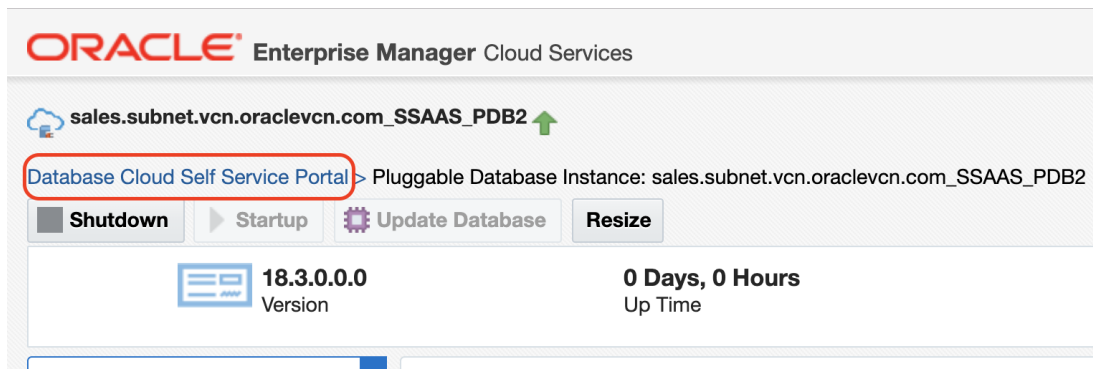 ORACLE Enterprise Manager Cloud Services
sales.subnet.vcn.oraclevcn.com_SSAAS_PDB2
Database Cloud Self Service Portal > Pluggable Database Instance: sales.subnet.vcn.oraclevcn.com_SSAAS_PDB2
Shutdown Startup Update Database Resize
18.3.0.0.0 0 Days, 0 Hours
Version Up Time